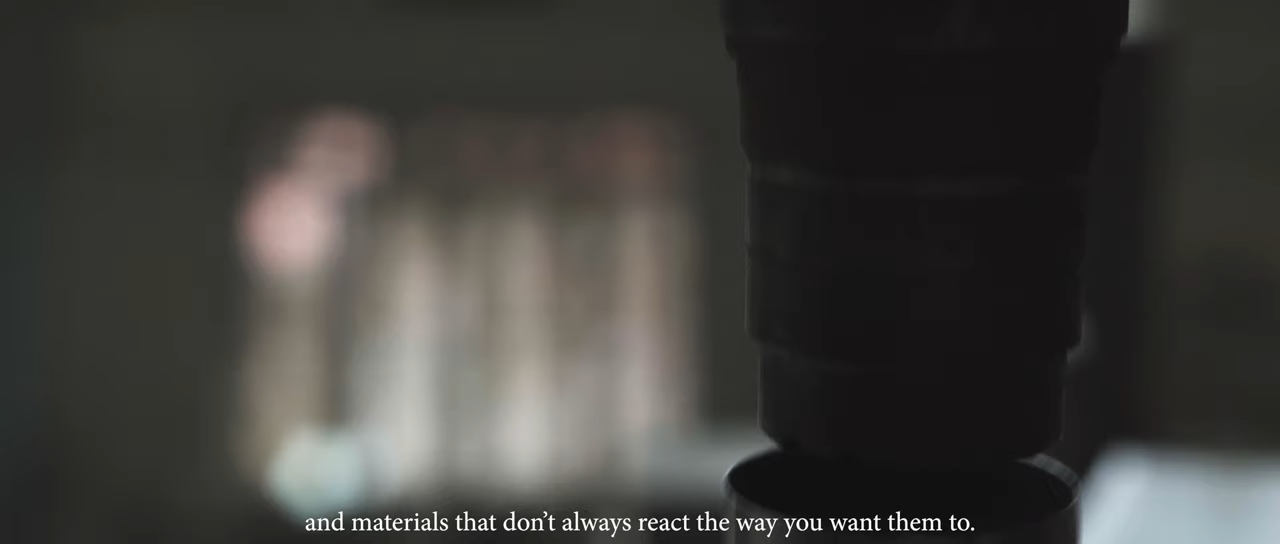 and materials that don’t always react the way you want them to.